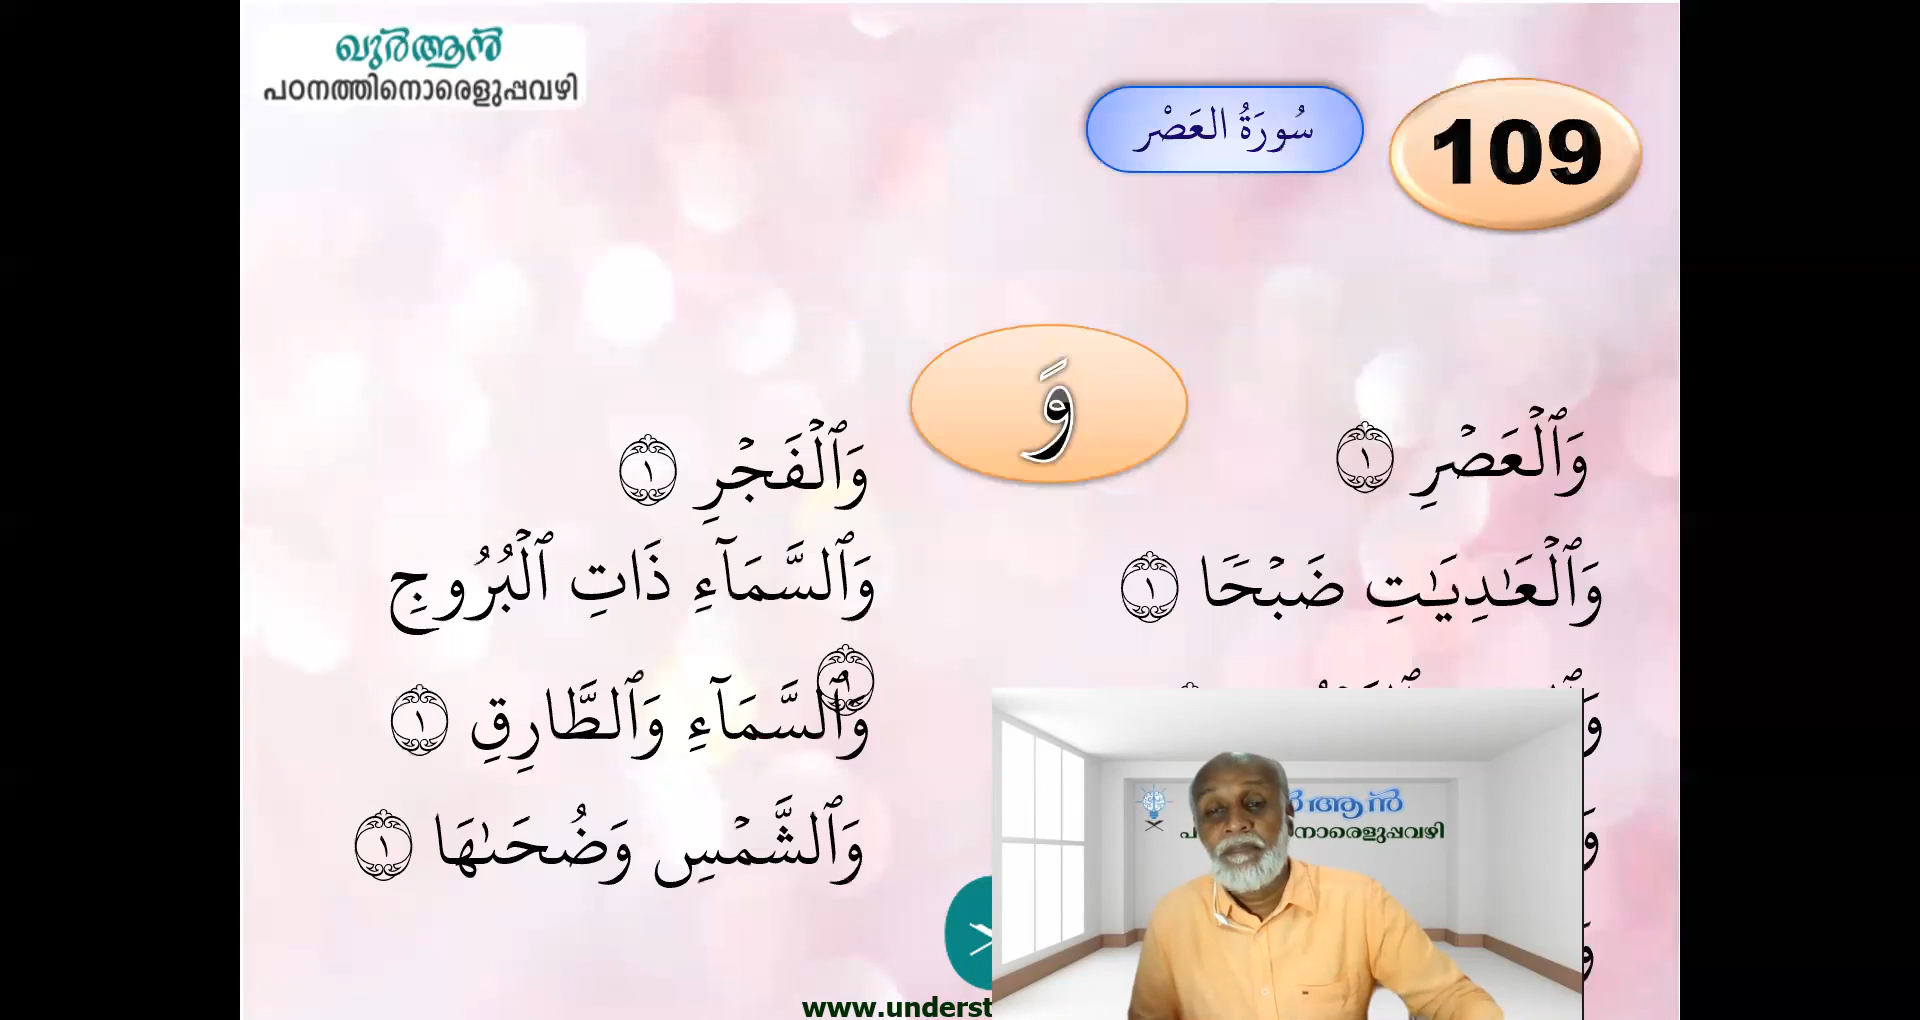 ഖുർആൻ
പഠനത്തിനൊരെളുപ്പവഴി
سُورَةُ العَصْر
109
وَ
وَٱلْعَصْرِ ١
وَٱلْعَـٰدِيَـٰتِ ضَبْحًا ١
وَٱلْفَجْرِ ١
وَٱلسَّمَآءِ ذَاتِ ٱلْبُرُوجِ
١
وَٱلسَّمَآءِ وَٱلطَّارِقِ ١
وَٱلشَّمْسِ وَضُحَىٰهَا ١
www.underst